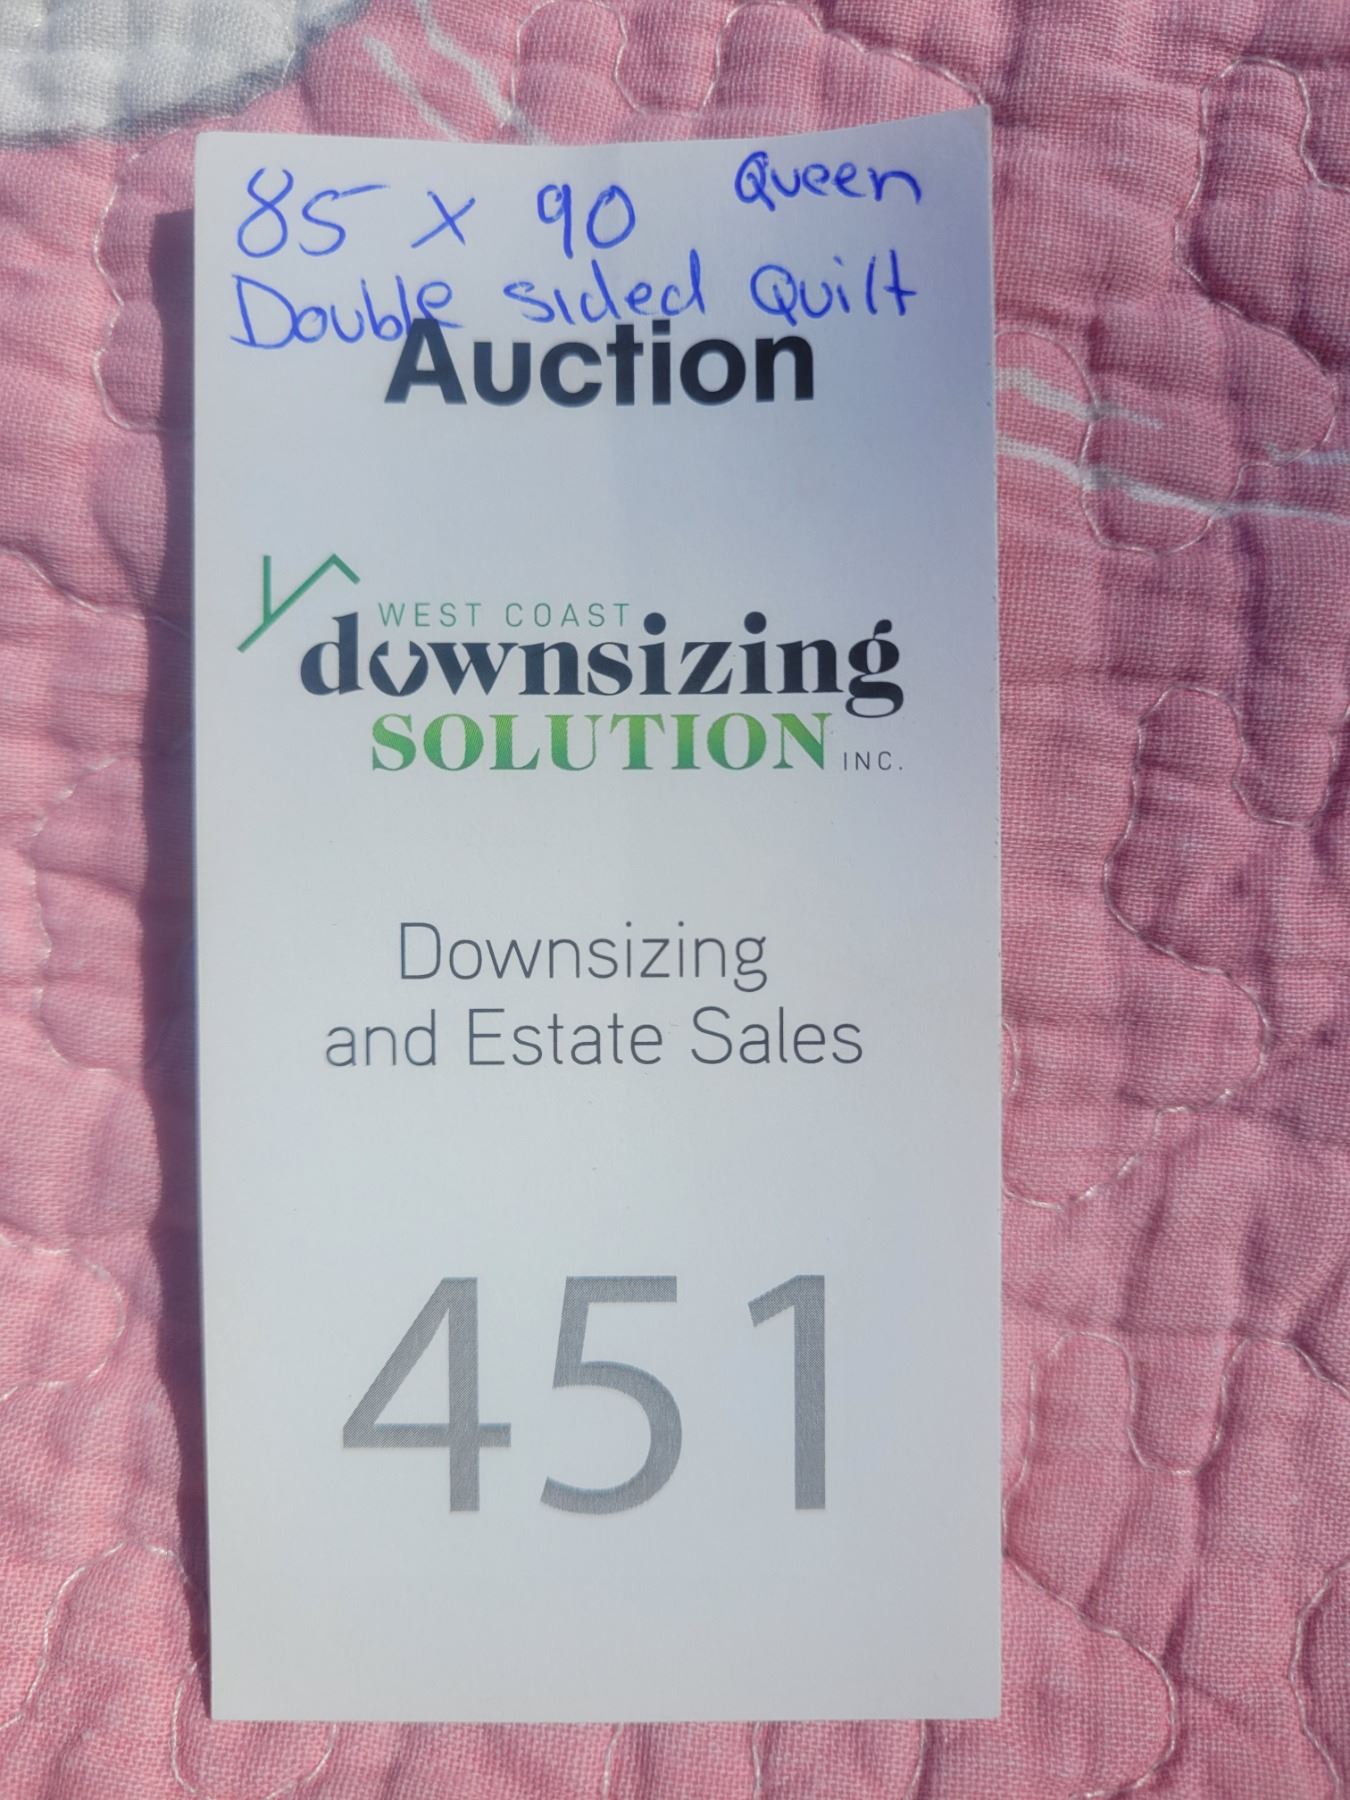 85 x 90 Queen
Double sided Quilt
Auction
WEST COAST
downsizing
SOLUTION INC.
Downsizing
and Estate Sales
451